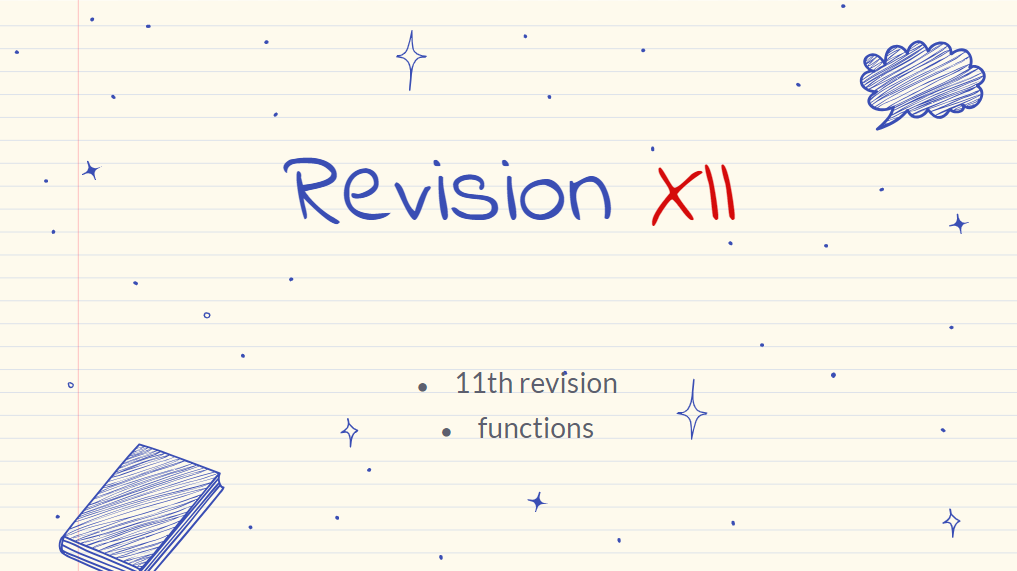 Revision XII
• 11th revision
• functions